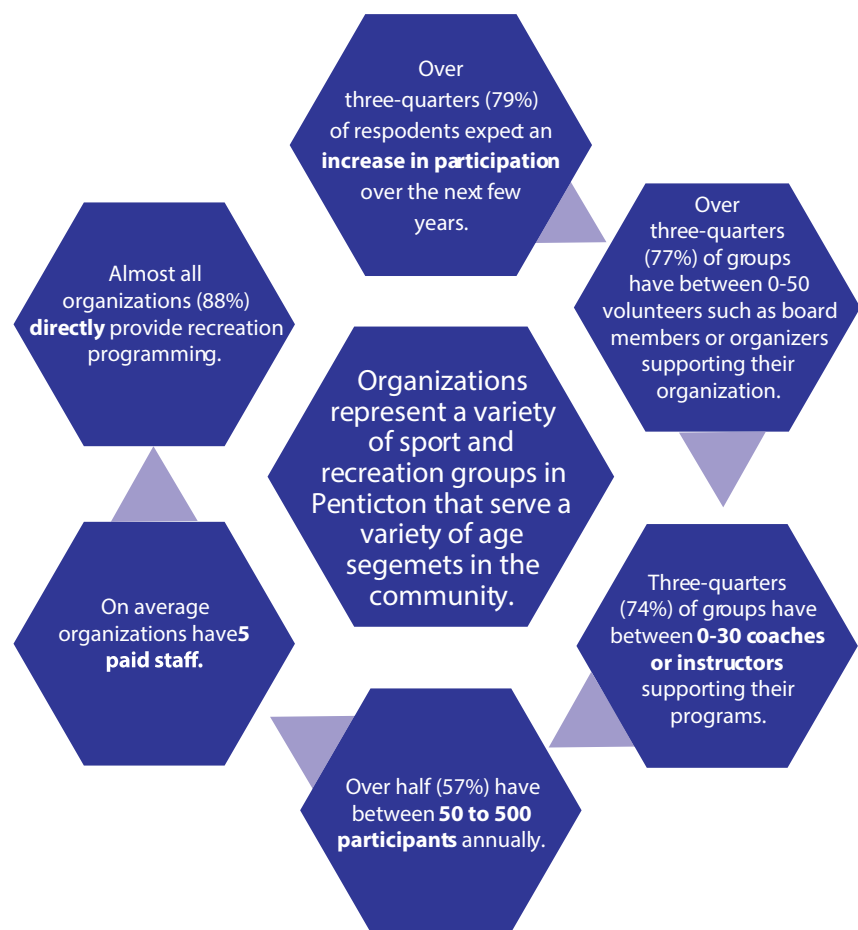 Over
three-quarters (79%)
of respodents expect an
increase in participation
over the next few
years.
Over
three-quarters
(77%) of groups
have between 0-50
volunteers such as board
members or organizers
supporting their
organization.
Three-quarters
(74%) of groups have
between 0-30 coaches
or instructors
supporting their
programs.
Over half (57%) have
between 50 to 500
participants annually.
On average
organizations have5
paid staff.
Almost all
organizations (88%)
directly provide recreation
programming.
Organizations
represent a variety
of sport and
recreation groups in
Penticton that serve a
variety of age
segemets in the
community.